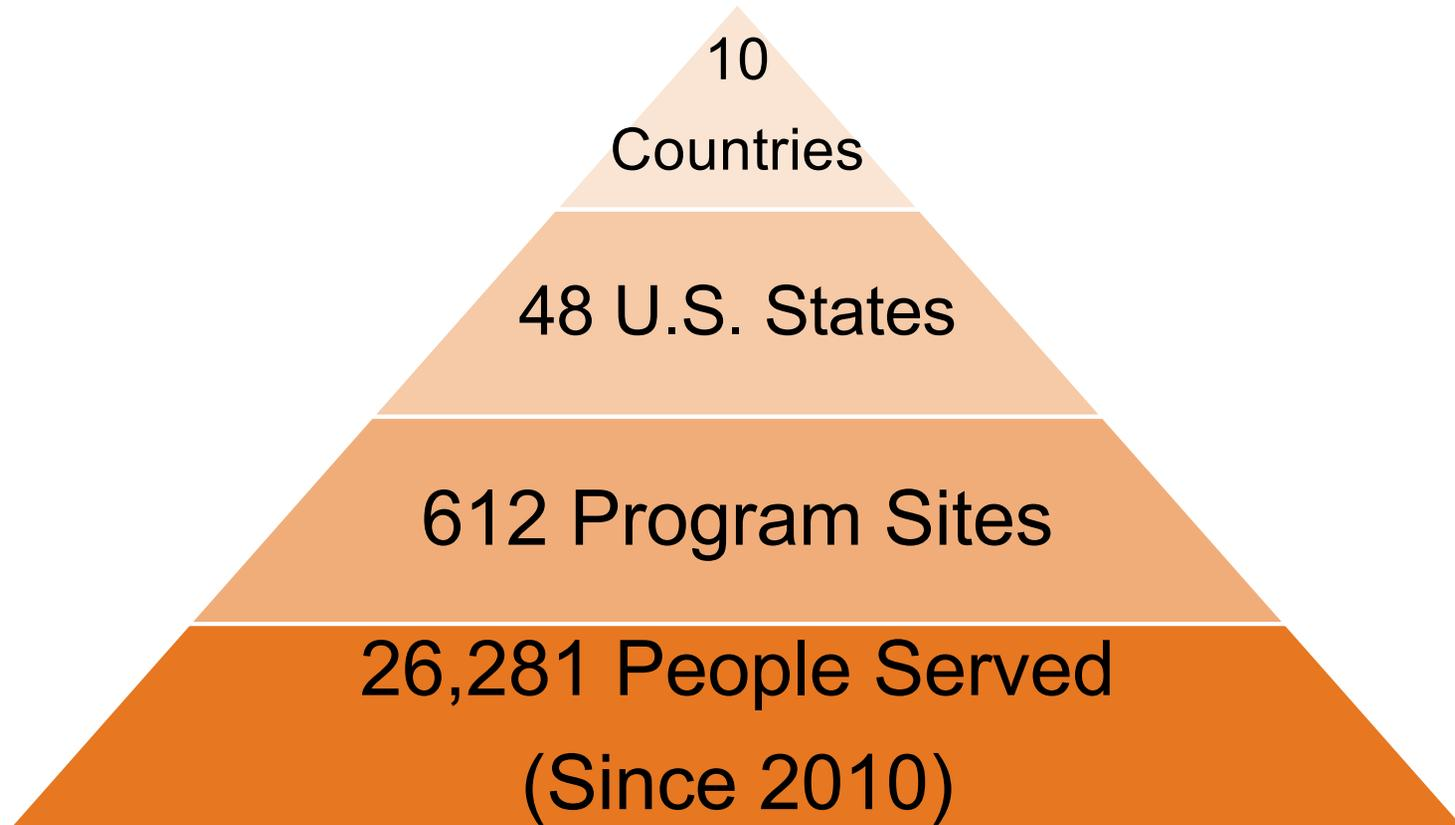 10
Countries
48 U.S. States
612 Program Sites
26,281 People Served
(Since 2010)